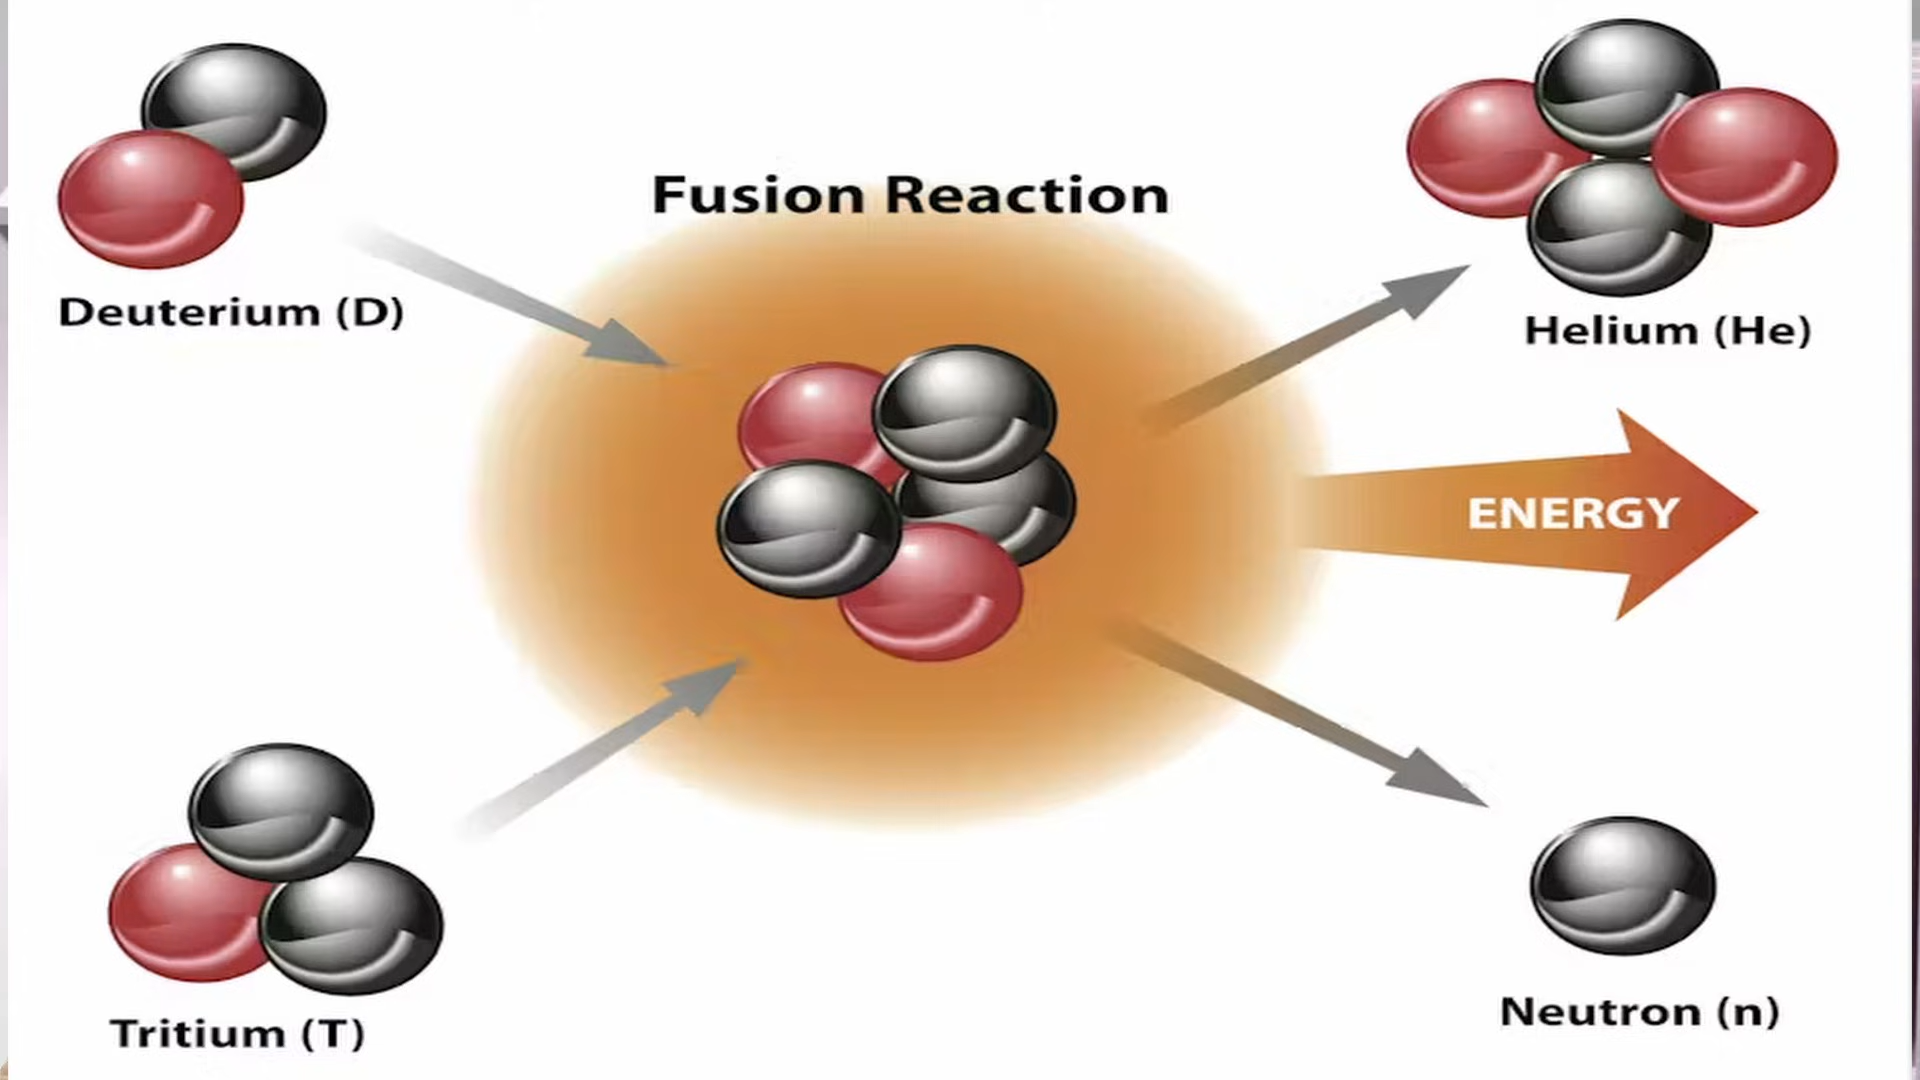 Fusion Reaction
Deuterium (D)
Helium (He)
ENERGY
Tritium (T)
Neutron (n)